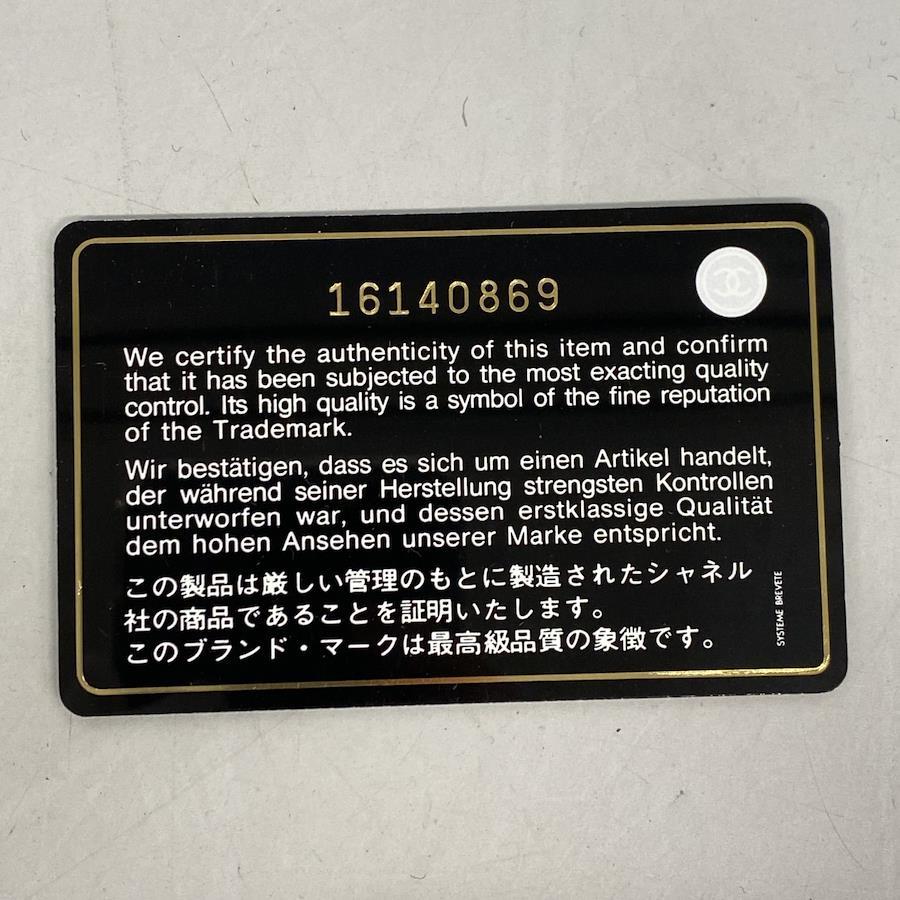 16140869
We certify the authenticity of this item and confirm
that it has been subjected to the most exacting quality
control. Its high quality is a symbol of the fine reputation
of the Trademark.
Wir bestätigen, dass es sich um einen Artikel handelt,
der während seiner Herstellung strengsten Kontrollen
unterworfen war, und dessen erstklassige Qualität
dem hohen Ansehen unserer Marke entspricht.
この製品は厳しい管理のもとに製造されたシャネル
社の商品であることを証明いたします。
このブランド・マークは最高級品質の象徴です。
SYSTEME BREVETE